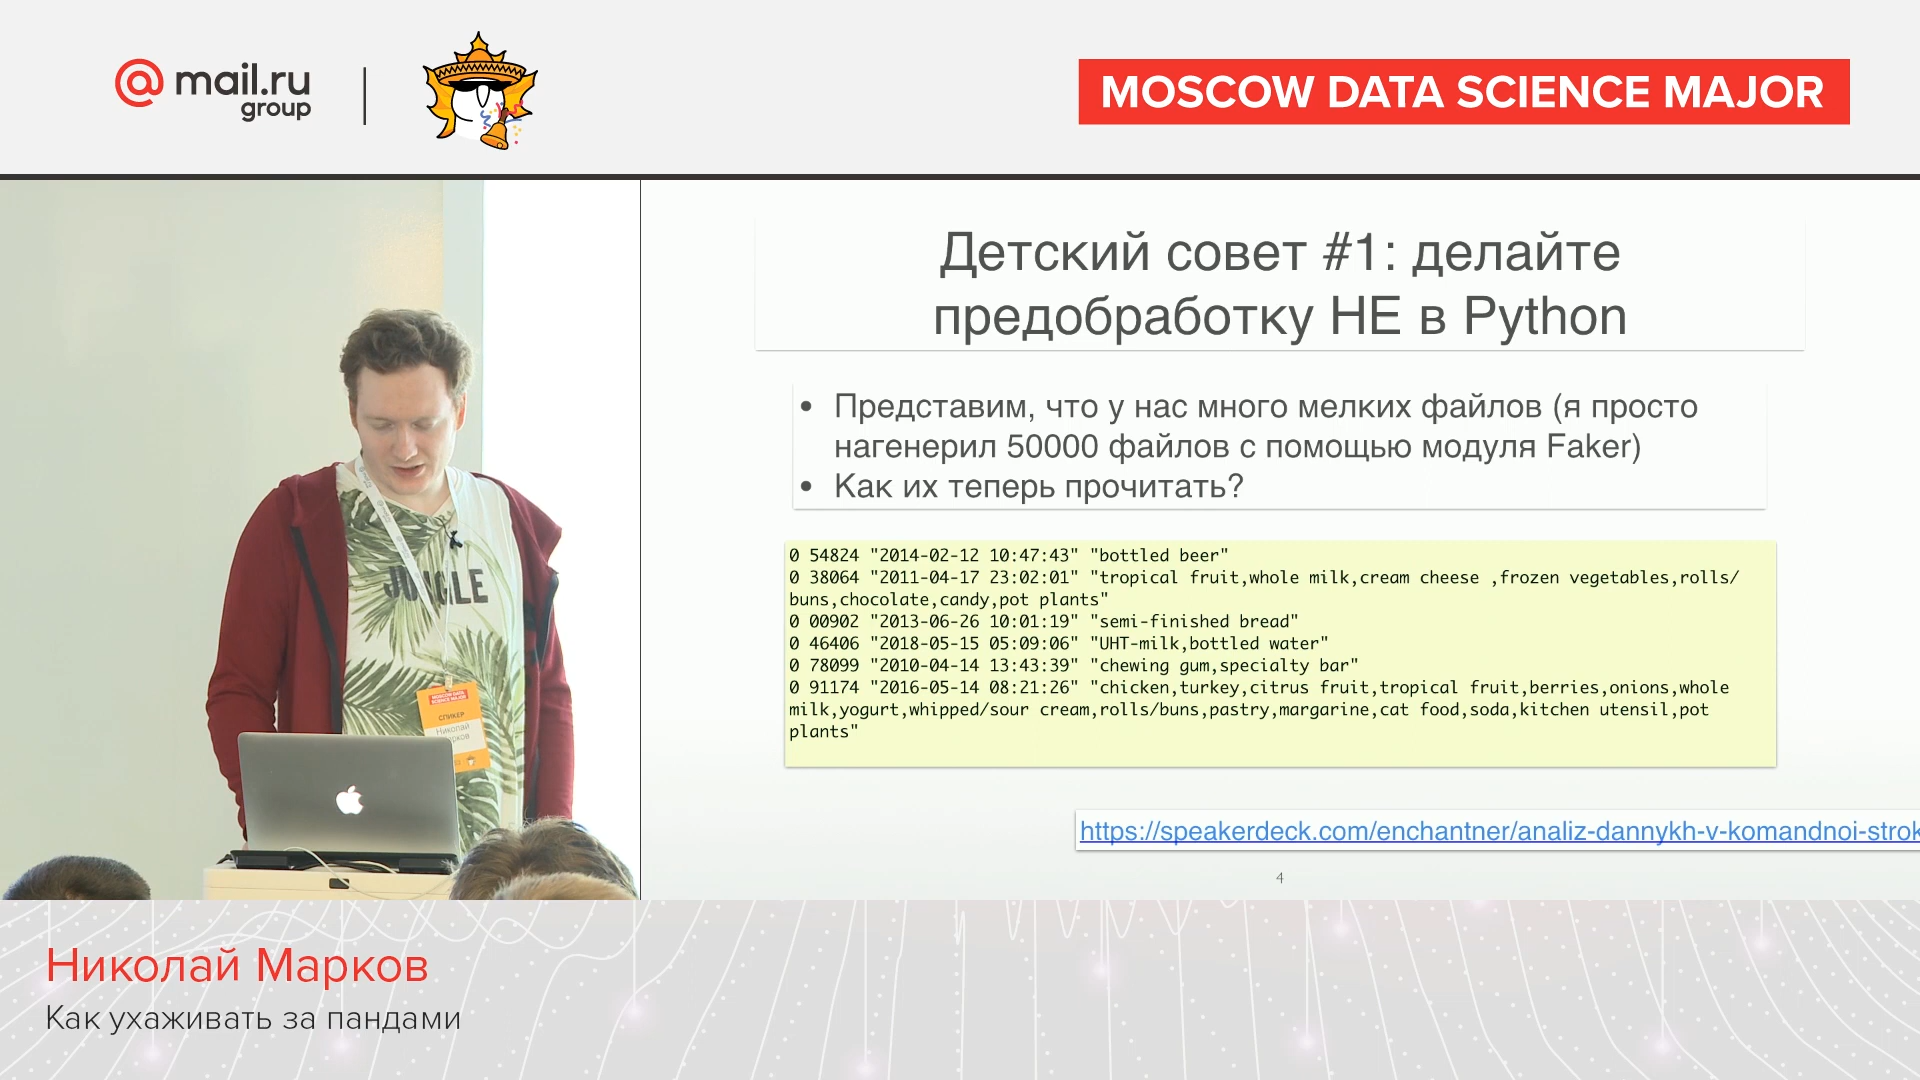 @ mail.ru
group
MOSCOW DATA SCIENCE MAJOR
JUNGLE
MOSCOW DATA
SCIENCE MAJOR
СПИКЕР
Николай
Детский совет #1: делайте
предобработку НЕ в Python
• Представим, что у нас много мелких файлов (я просто
нагенерил 50000 файлов с помощью модуля Faker)
• Как их теперь прочитать?
0 54824 "2014-02-12 10:47:43" "bottled beer"
0 38064 "2011-04-17 23:02:01" "tropical fruit,whole milk,cream cheese ,frozen vegetables,rolls/
buns,chocolate,candy,pot plants"
0 00902 "2013-06-26 10:01:19" "semi-finished bread"
0 46406 "2018-05-15 05:09:06" "UHT-milk,bottled water"
0 78099 "2010-04-14 13:43:39" "chewing gum,specialty bar"
0 91174 "2016-05-14 08:21:26" "chicken,turkey,citrus fruit,tropical fruit,berries,onions,whole
milk,yogurt,whipped/sour cream,rolls/buns,pastry,margarine,cat food,soda,kitchen utensil,pot
plants"
https://speakerdeck.com/enchantner/analiz-dannykh-v-komandnoi-strok
4
Николай Марков
Как ухаживать за пандами